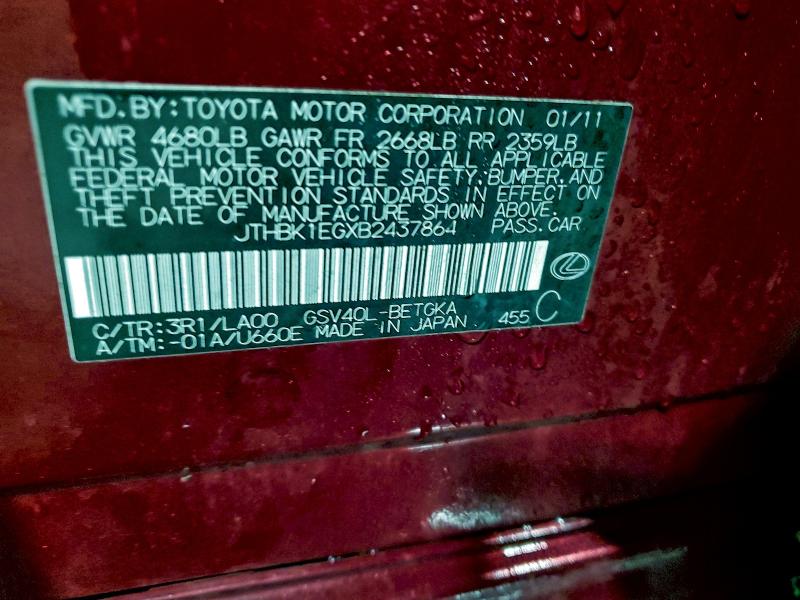 MFD. BY: TOYOTA MOTOR CORPORATION 01/11
GVWR 4680LB GAWR FR 2668LB RR 2359LB
THIS VEHICLE CONFORMS TO ALL APPLICABLE
FEDERAL MOTOR VEHICLE SAFETY, BUMPER, AND
THEFT PREVENTION STANDARDS IN EFFECT ON
THE DATE OF MANUFACTURE SHOWN ABOVE.
JTHBK1EGXB2437864 PASS. CAR
C/TR: 3R1/LA00 GSV40L-BETGKA 455 C
A/TM: -01A/U660E MADE IN JAPAN